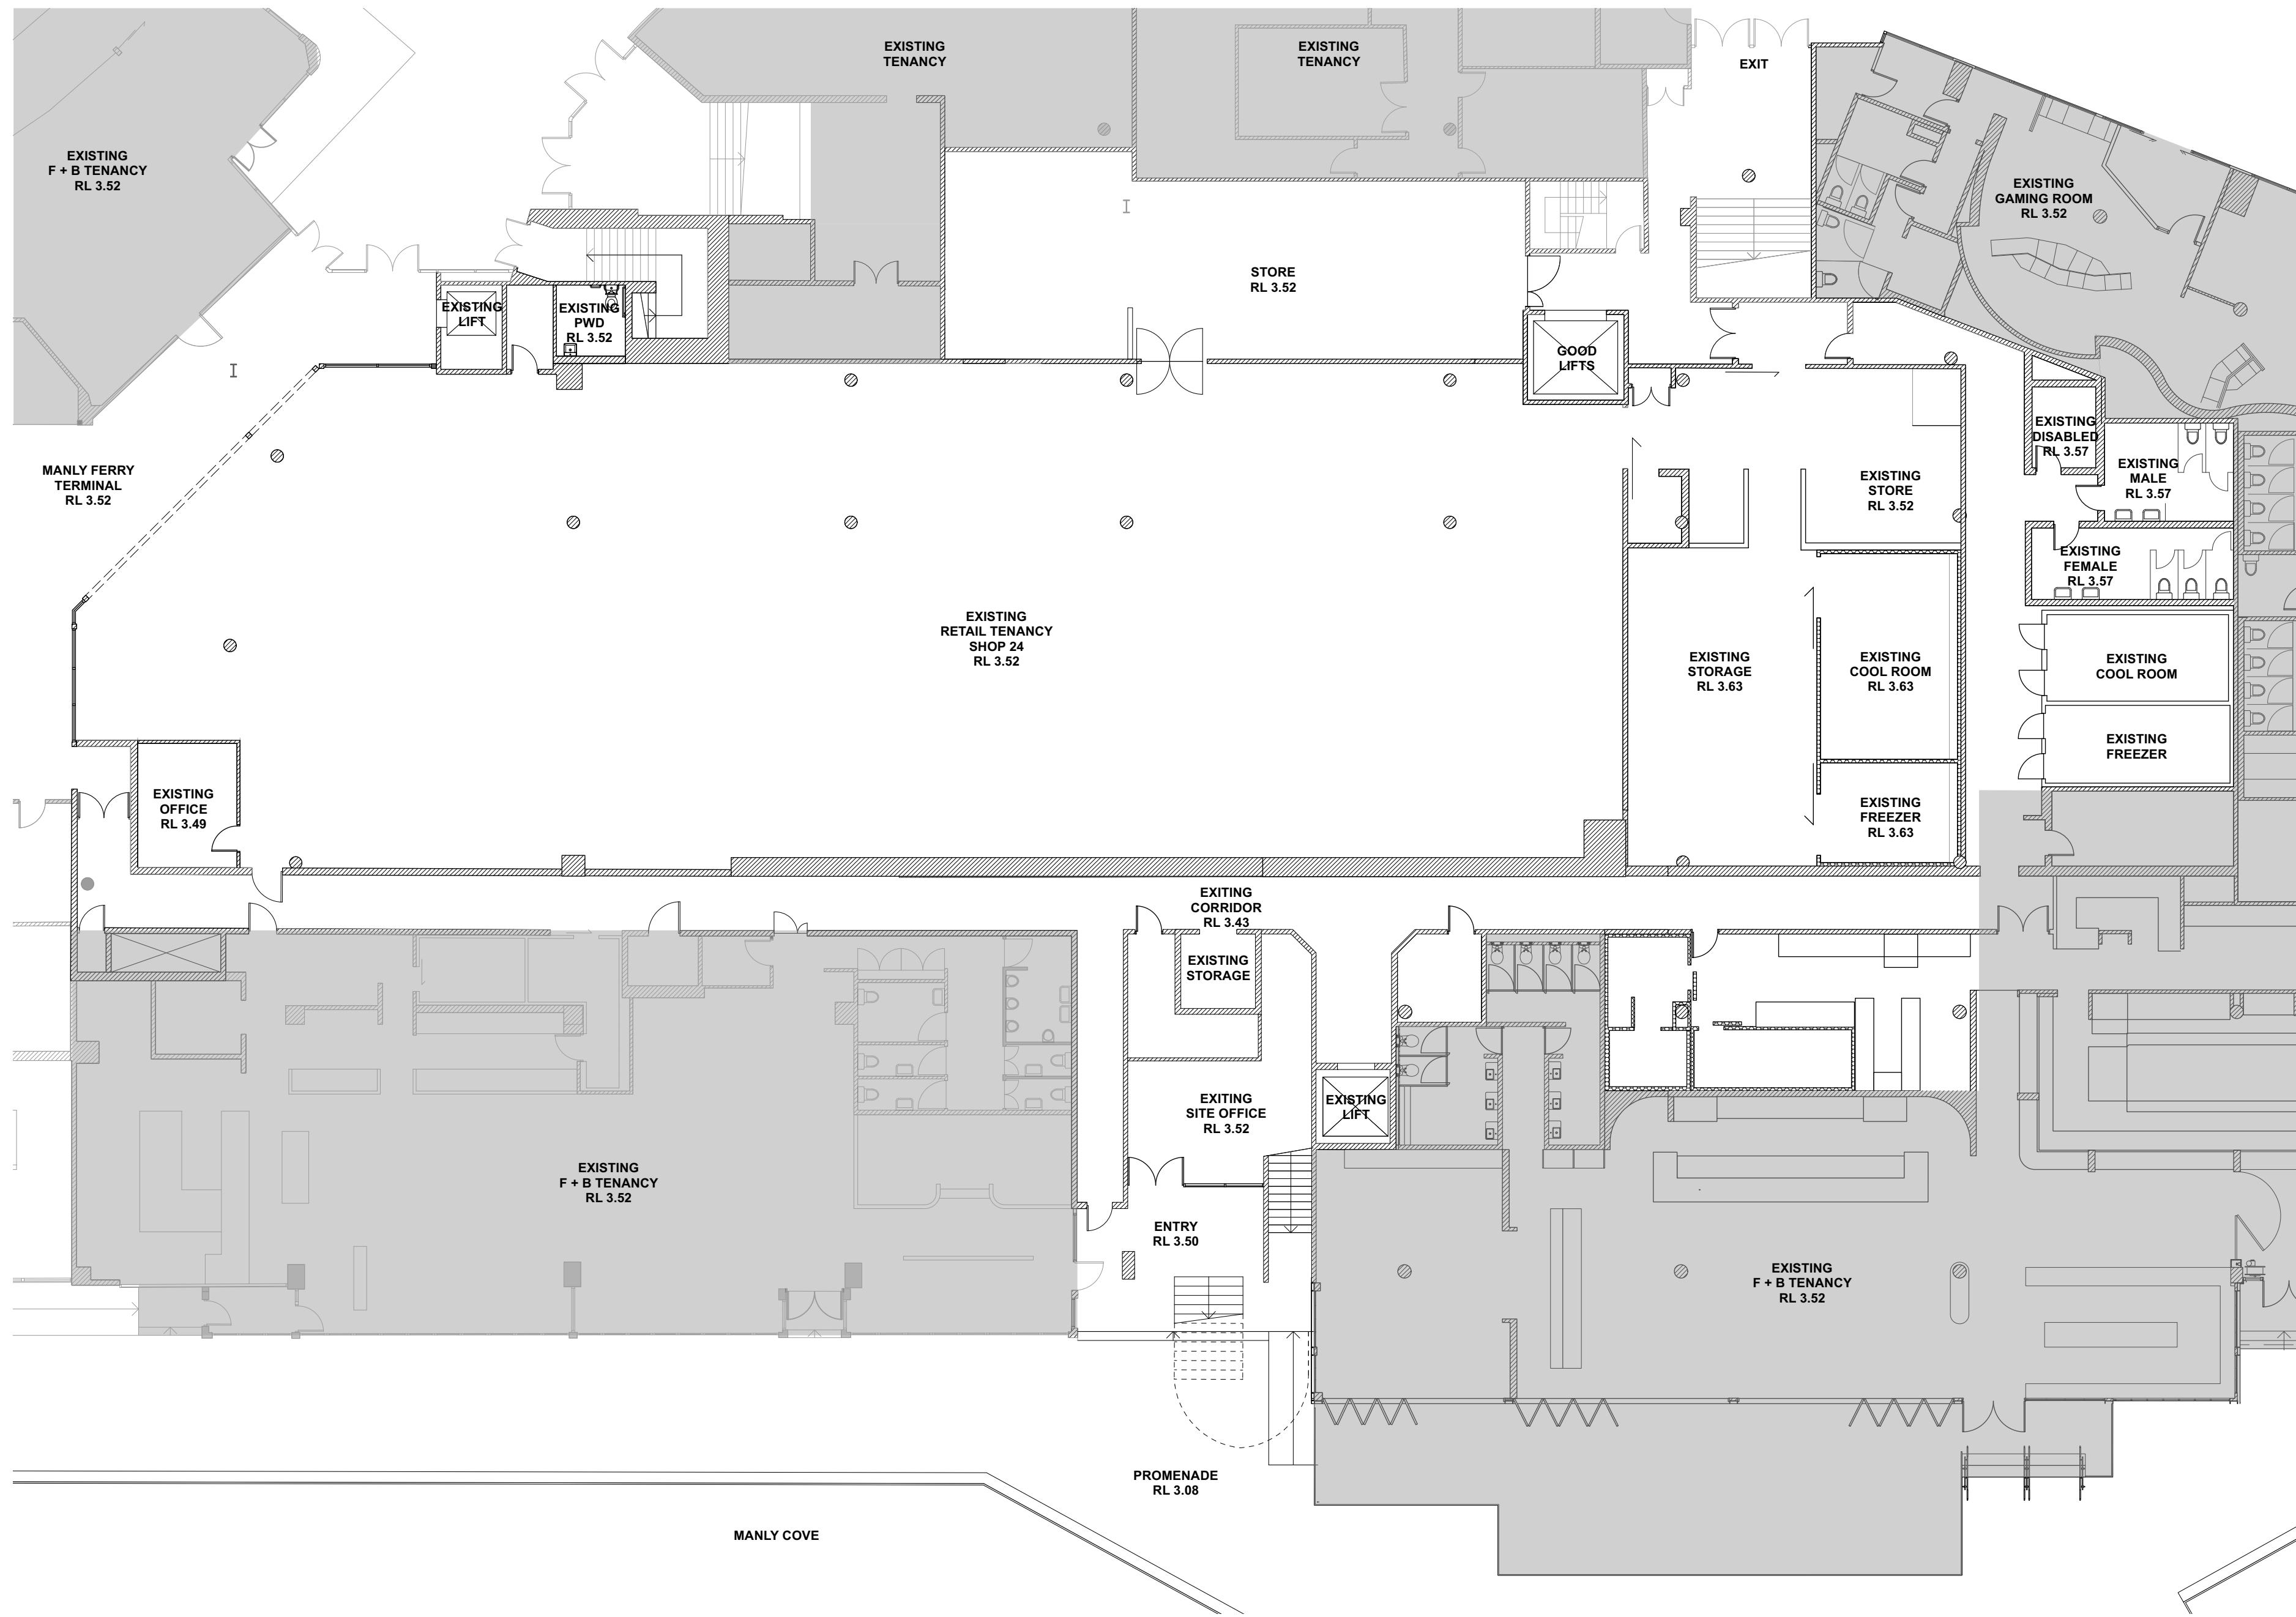 EXISTING
TENANCY
EXISTING
TENANCY
EXIT
EXISTING
F + B TENANCY
RL 3.52
EXISTING
GAMING ROOM
RL 3.52
STORE
RL 3.52
EXISTING
LIFT
EXISTING
PWD
RL 3.52
GOOD
LIFTS
MANLY FERRY
TERMINAL
RL 3.52
EXISTING
DISABLED
RL 3.57
EXISTING
MALE
RL 3.57
EXISTING
STORE
RL 3.52
EXISTING
FEMALE
RL 3.57
EXISTING
RETAIL TENANCY
SHOP 24
RL 3.52
EXISTING
STORAGE
RL 3.63
EXISTING
COOL ROOM
RL 3.63
EXISTING
COOL ROOM
EXISTING
FREEZER
EXISTING
OFFICE
RL 3.49
EXISTING
FREEZER
RL 3.63
EXITING
CORRIDOR
RL 3.43
EXISTING
STORAGE
EXITING
SITE OFFICE
RL 3.52
EXISTING
LIFT
EXISTING
F + B TENANCY
RL 3.52
ENTRY
RL 3.50
EXISTING
F + B TENANCY
RL 3.52
PROMENADE
RL 3.08
MANLY COVE